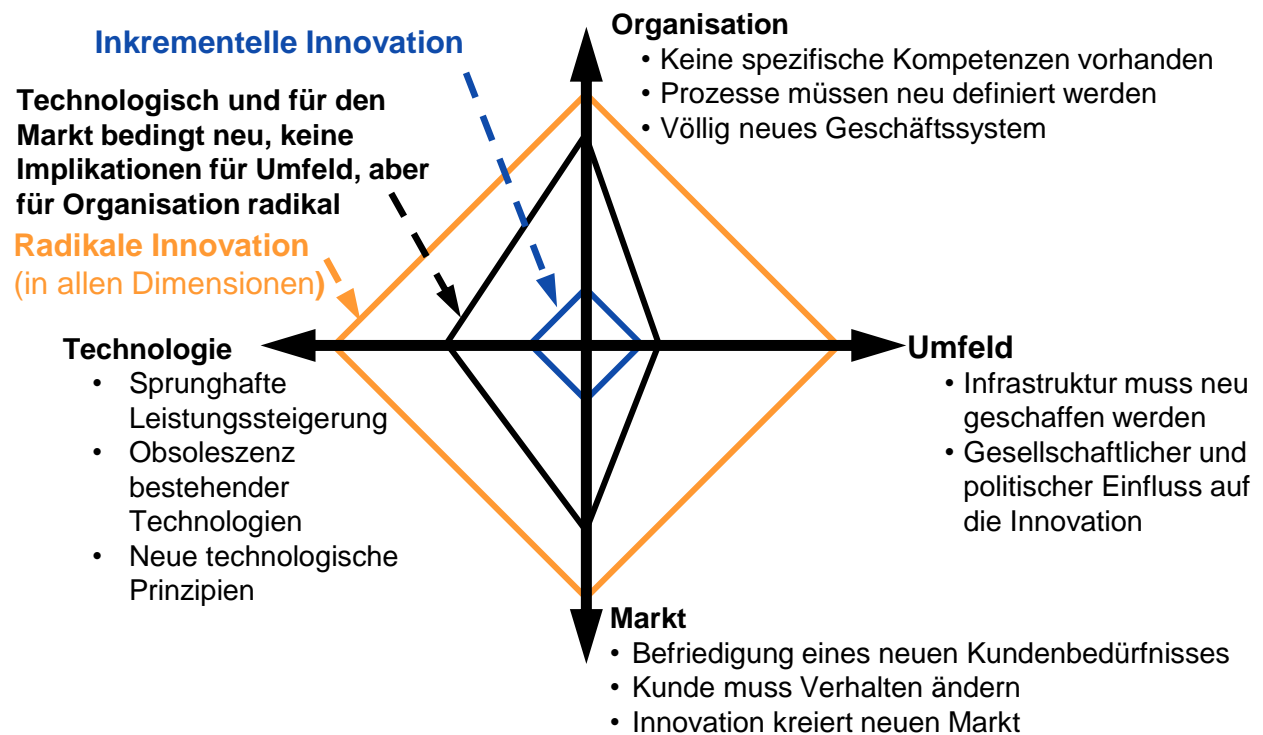 Inkrementelle Innovation
Technologisch und für den
Markt bedingt neu, keine
Implikationen für Umfeld, aber
für Organisation radikal
Radikale Innovation
(in allen Dimensionen)
Organisation
• Keine spezifische Kompetenzen vorhanden
• Prozesse müssen neu definiert werden
• Völlig neues Geschäftssystem
Technologie
• Sprunghafte
Leistungssteigerung
• Obsoleszenz
bestehender
Technologien
• Neue technologische
Prinzipien
Umfeld
• Infrastruktur muss neu
geschaffen werden
• Gesellschaftlicher und
politischer Einfluss auf
die Innovation
Markt
• Befriedigung eines neuen Kundenbedürfnisses
• Kunde muss Verhalten ändern
• Innovation kreiert neuen Markt